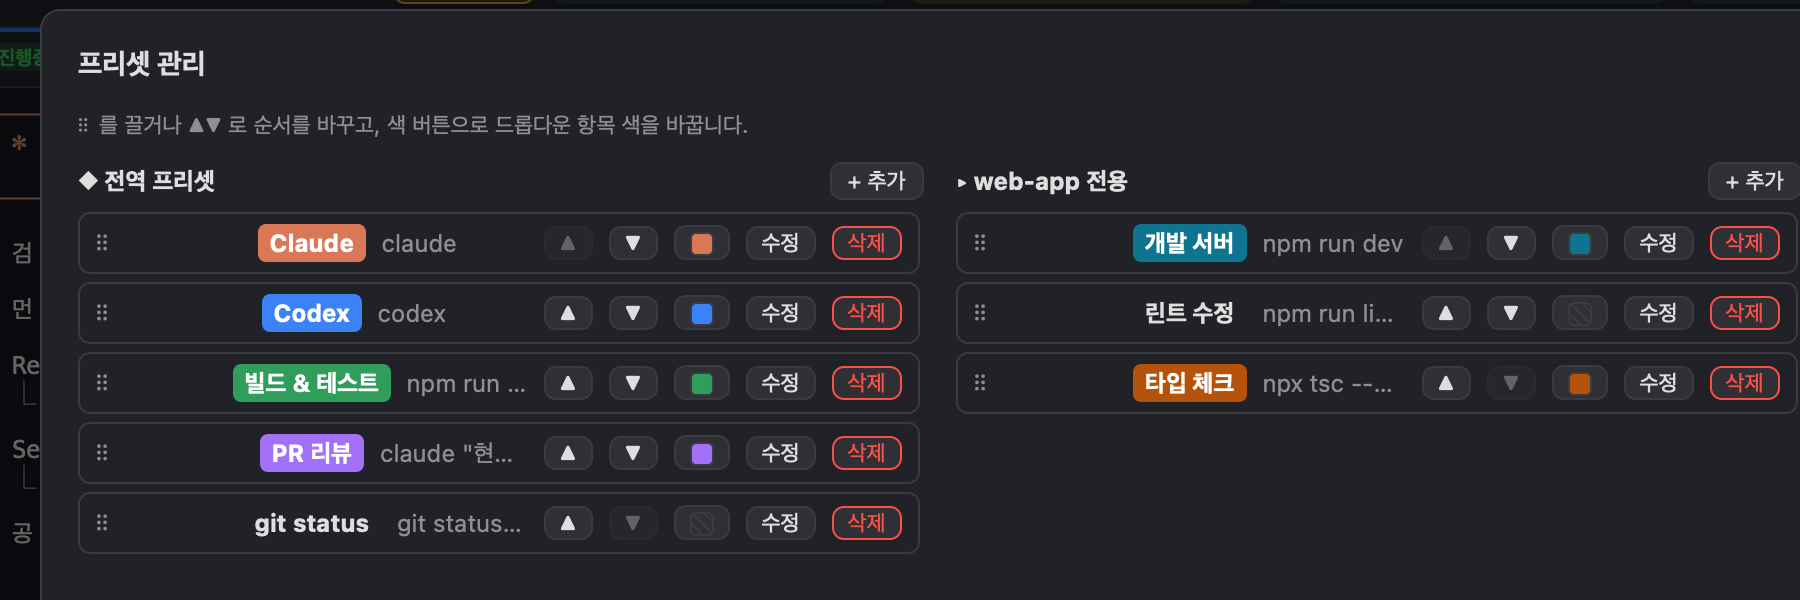 진행중
프리셋 관리
⠿ 를 끌거나 ▲▼ 로 순서를 바꾸고, 색 버튼으로 드롭다운 항목 색을 바꿉니다.
◆ 전역 프리셋
+ 추가
Claude claude ▲ ▼ 수정 삭제
Codex codex ▲ ▼ 수정 삭제
빌드 & 테스트 npm run ... ▲ ▼ 수정 삭제
PR 리뷰 claude "현... ▲ ▼ 수정 삭제
git status git status... ▲ ▼ 수정 삭제
▸ web-app 전용
+ 추가
개발 서버 npm run dev ▲ ▼ 수정 삭제
린트 수정 npm run li... ▲ ▼ 수정 삭제
타입 체크 npx tsc --... ▲ ▼ 수정 삭제
*
검
먼
Re
Se
공